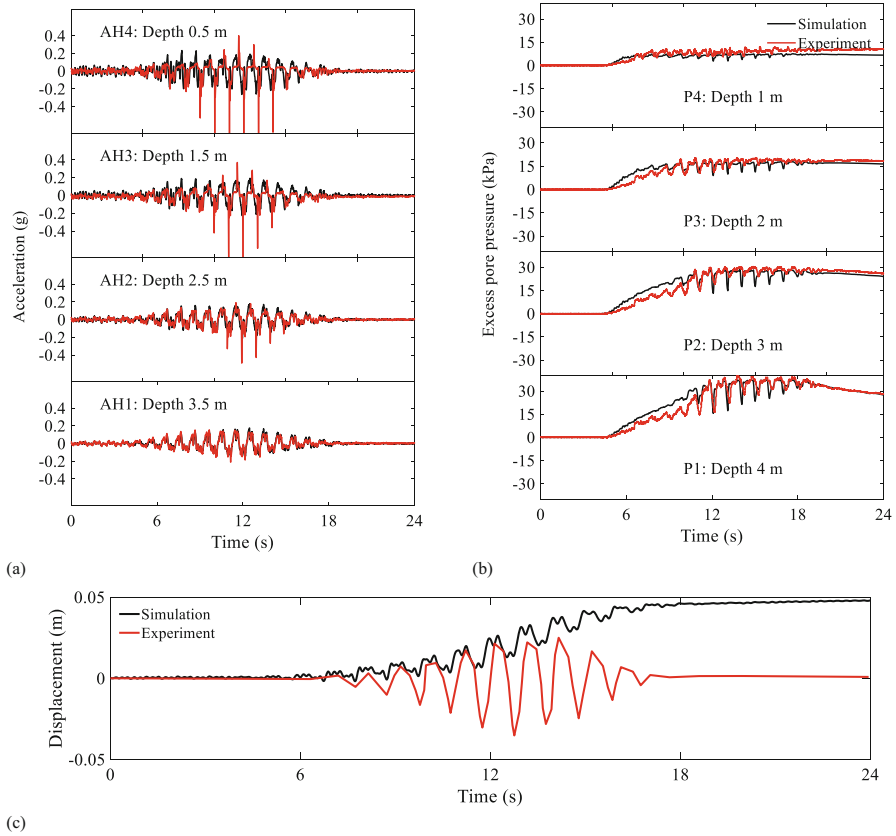 AH4: Depth 0.5 m
0.4
0.2
0
-0.2
-0.4
AH3: Depth 1.5 m
0.4
0.2
0
-0.2
-0.4
AH2: Depth 2.5 m
0.4
0.2
0
-0.2
-0.4
AH1: Depth 3.5 m
0.4
0.2
0
-0.2
-0.4
0 6 12 18 24
Acceleration (g)
Time (s)
(a)
Simulation
Experiment
30
15
0
-15
-30
P4: Depth 1 m
30
15
0
-15
-30
P3: Depth 2 m
30
15
0
-15
-30
P2: Depth 3 m
30
15
0
-15
-30
P1: Depth 4 m
0 6 12 18 24
Excess pore pressure (kPa)
Time (s)
(b)
0.05
0
-0.05
Simulation
Experiment
Displacement (m)
0 6 12 18 24
Time (s)
(c)